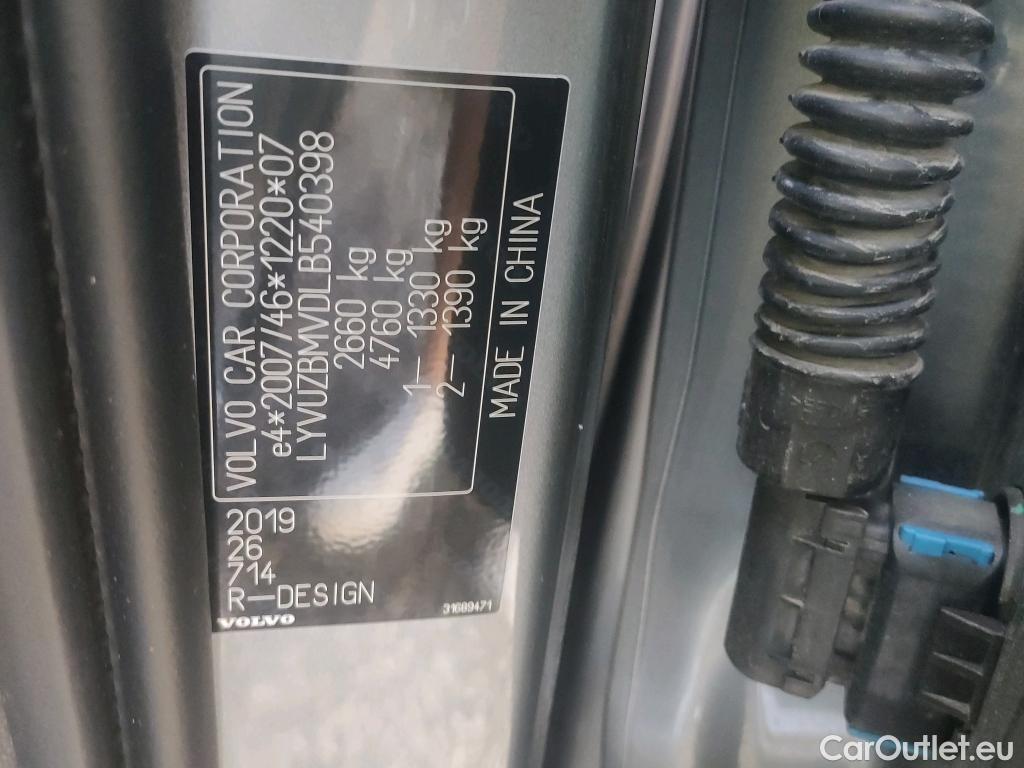 VOLVO CAR CORPORATION
e4*2007/46*1220*07
LYVUZBMVDLB540398
2660 kg
4760 kg
1— 1330 kg
2— 1390 kg
MADE IN CHINA
2019
26
714
R—DESIGN
VOLVO
31689471
CarOutlet.eu